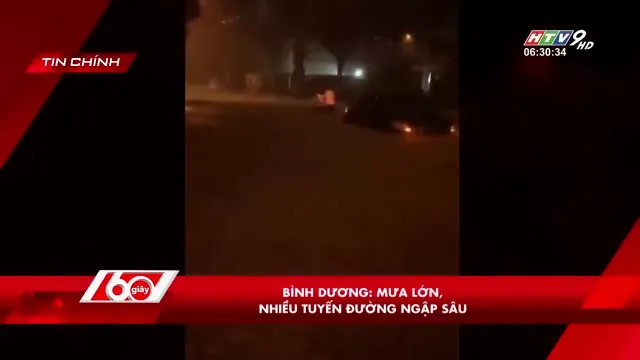 TIN CHÍNH
HTV9 HD
06:30:34
60 giây
BÌNH DƯƠNG: MƯA LỚN,
NHIỀU TUYẾN ĐƯỜNG NGẬP SÂU